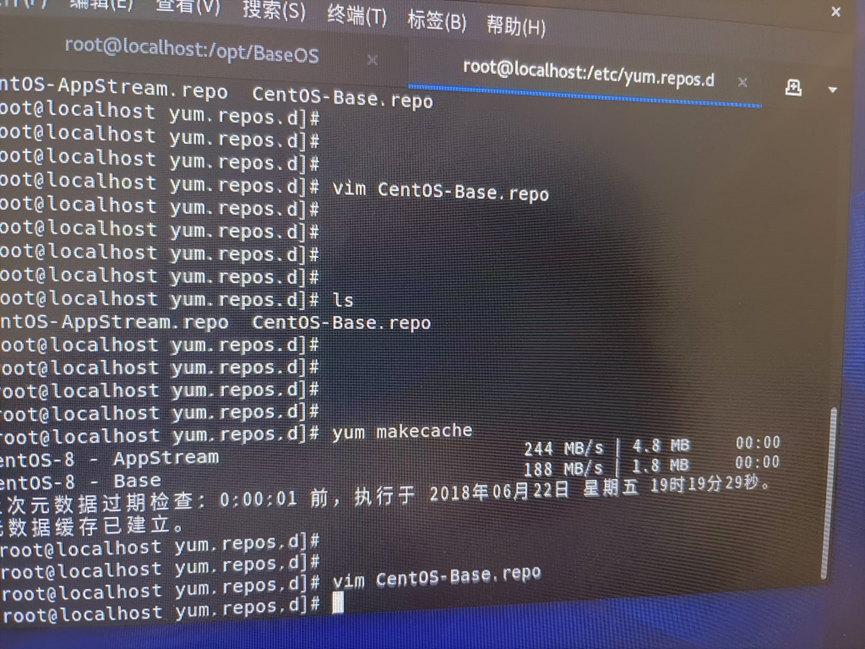 编辑(E) 查看(V) 搜索(S) 终端(T) 标签(B) 帮助(H) ×
root@localhost:/opt/BaseOS × root@localhost:/etc/yum.repos.d ×
ntOS-AppStream.repo CentOS-Base.repo
oot@localhost yum.repos.d]#
oot@localhost yum.repos.d]#
oot@localhost yum.repos.d]#
oot@localhost yum.repos.d]# vim CentOS-Base.repo
oot@localhost yum.repos.d]#
oot@localhost yum.repos.d]#
oot@localhost yum.repos.d]#
oot@localhost yum.repos.d]#
oot@localhost yum.repos.d]# ls
ntOS-AppStream.repo CentOS-Base.repo
oot@localhost yum.repos.d]#
oot@localhost yum.repos.d]#
oot@localhost yum.repos.d]#
root@localhost yum.repos.d]#
root@localhost yum.repos.d]# yum makecache
entOS-8 - AppStream 244 MB/s | 4.8 MB 00:00
entOS-8 - Base 188 MB/s | 1.8 MB 00:00
次元数据过期检查：0:00:01 前，执行于 2018年06月22日 星期五 19时19分29秒。
数据缓存已建立。
root@localhost yum.repos.d]#
root@localhost yum.repos.d]#
root@localhost yum.repos.d]# vim CentOS-Base.repo
root@localhost yum.repos.d]#